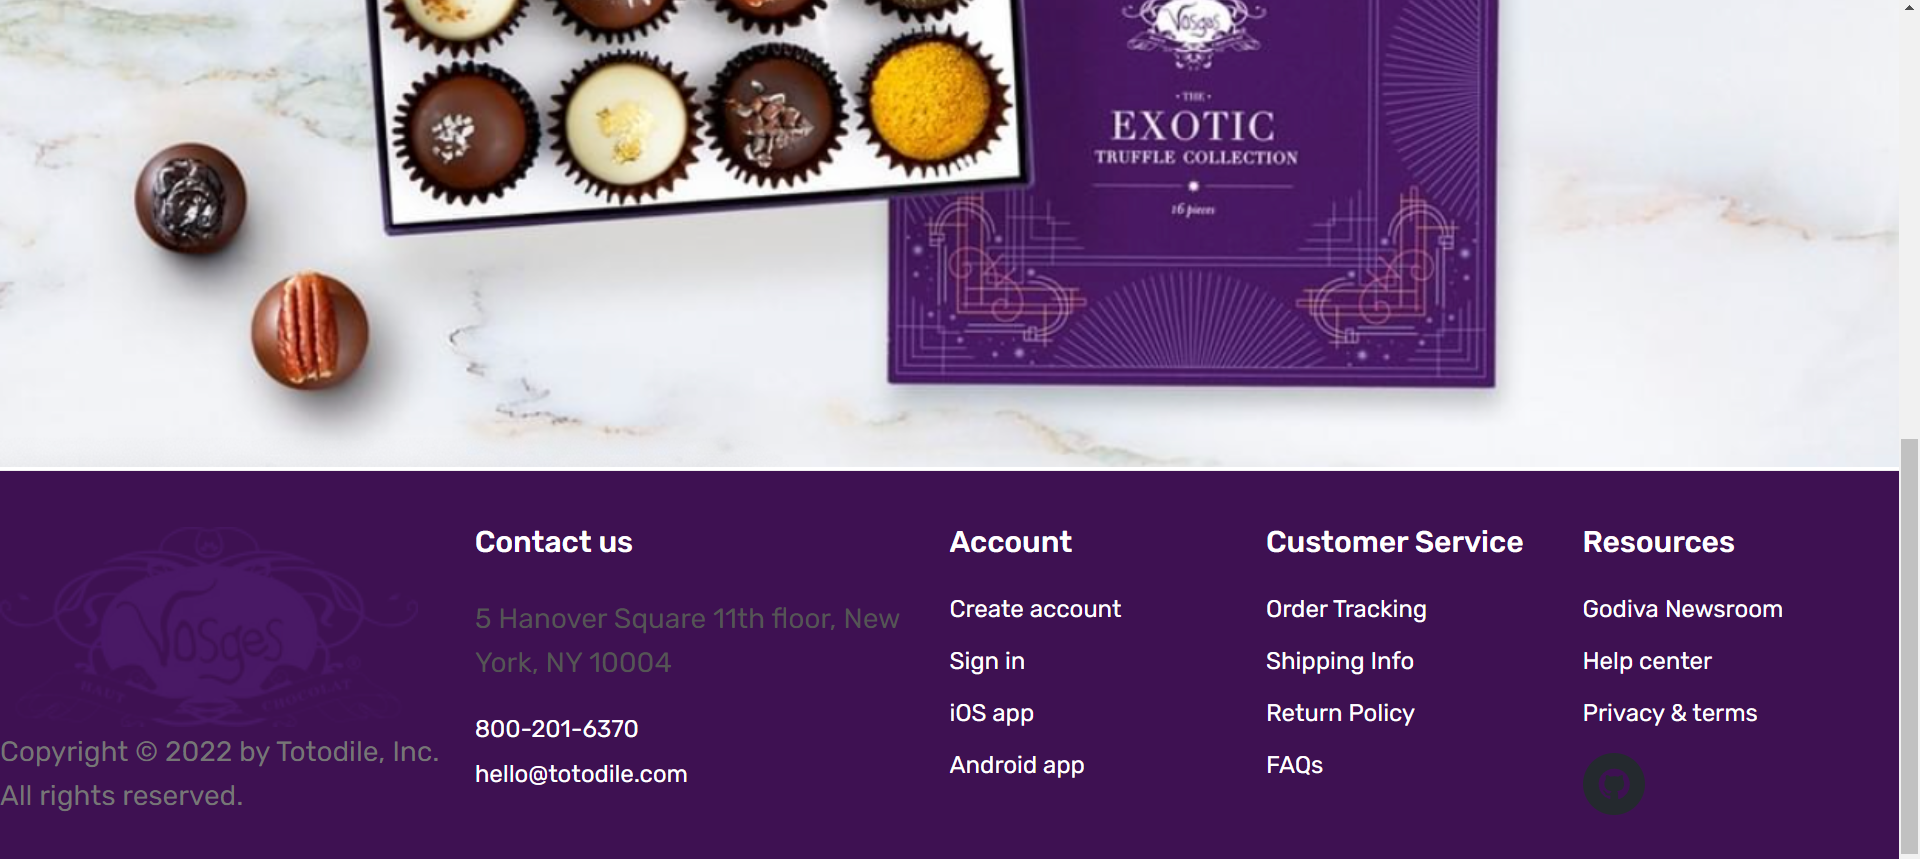 Vosges
• THE •
EXOTIC
TRUFFLE COLLECTION
16 pieces
Vosges
HAUT CHOCOLAT
Copyright © 2022 by Totodile, Inc.
All rights reserved.
Contact us
5 Hanover Square 11th floor, New
York, NY 10004
800-201-6370
hello@totodile.com
Account
Create account
Sign in
iOS app
Android app
Customer Service
Order Tracking
Shipping Info
Return Policy
FAQs
Resources
Godiva Newsroom
Help center
Privacy & terms